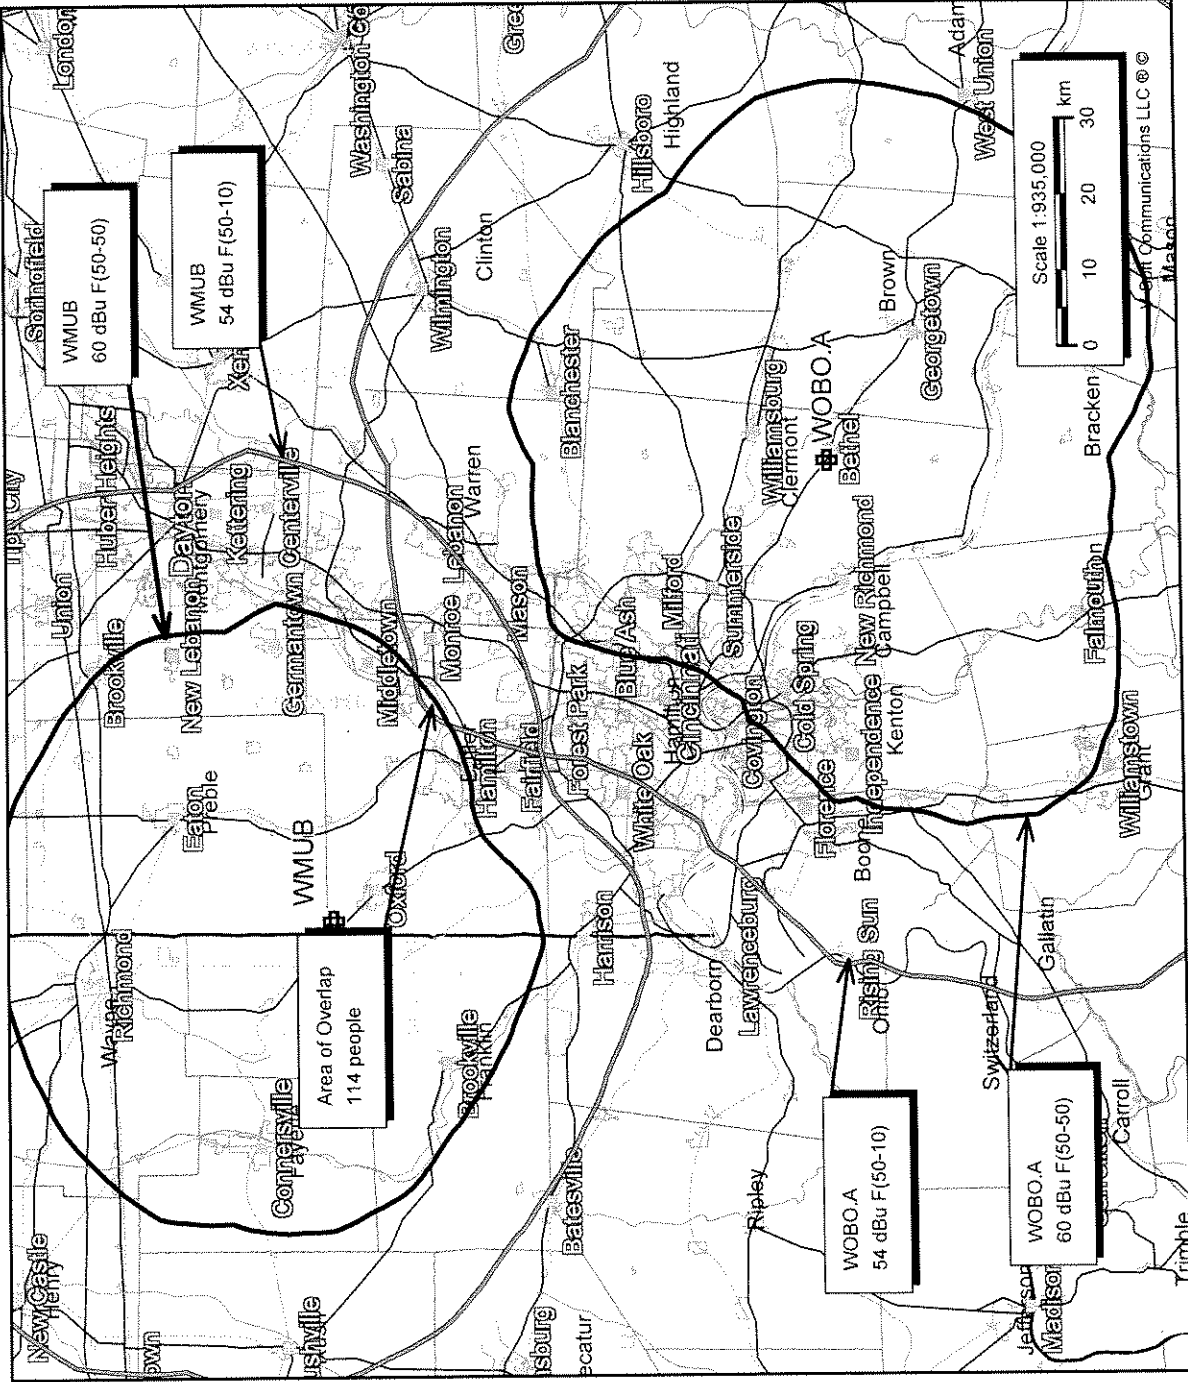 New Castle
Henry
Richmond
Wayne
Brookville
Union
Huber Heights
Springfield
London
WMUB
60 dBu F(50-50)
Eaton
Preble
New Lebanon
Dayton
Montgomery
Kettering
WMUB
54 dBu F(50-10)
Connersville
Germantown
Centerville
WMUB
Area of Overlap
114 people
Oxford
Middletown
Sabina
Washington Co
Brookville
Franklin
Hamilton
Monroe
Lebanon
Warren
Wilmington
Clinton
Fairfield
Mason
Batesville
Harrison
Forest Park
Blanchester
White Oak
Blue Ash
Hillsboro
Highland
Cincinnati
Milford
Dearborn
Lawrenceburg
Covington
Summerside
Ripley
Cold Spring
Williamsburg
Clermont
WOBO.A
Bethel
Florence
WOBO.A
54 dBu F(50-10)
Rising Sun
Ohio
Boone
Independence
New Richmond
Kenton
Campbell
Brown
Georgetown
Adam
West Union
Switzerland
Gallatin
WOBO.A
60 dBu F(50-50)
Jefferson
Madison
Carroll
Williamstown
Grant
Falmouth
Bracken
Scale 1:935,000
0 10 20 30 km
V-Soft Communications LLC ® ©
Mason
Trimble